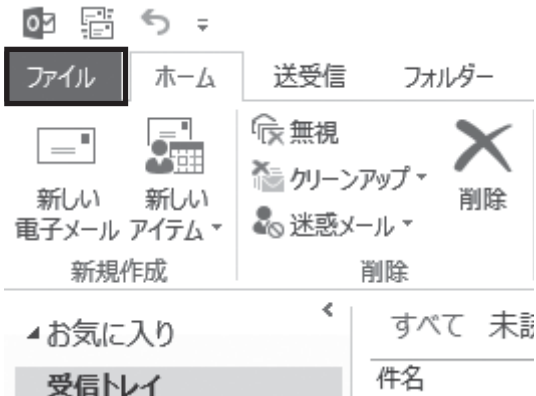 ファイル ホーム 送受信 フォルダー
無視
クリーンアップ
迷惑メール
削除
新しい
電子メール
新しい
アイテム
新規作成 削除
お気に入り
すべて 未読
受信トレイ
件名